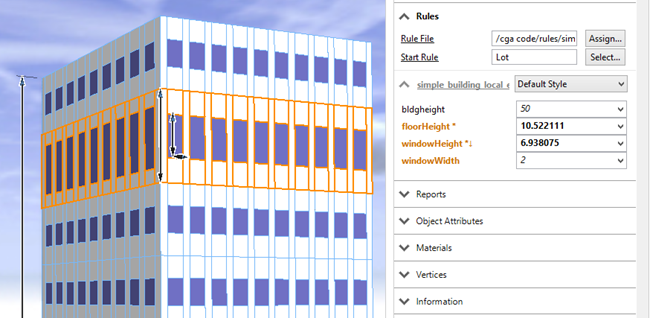 Rules
Rule File /cga code/rules/sim Assign...
Start Rule Lot Select...
simple_building_local_ Default Style
bldgheight 50
floorHeight * 10.522111
windowHeight *↓ 6.938075
windowWidth 2
Reports
Object Attributes
Materials
Vertices
Information